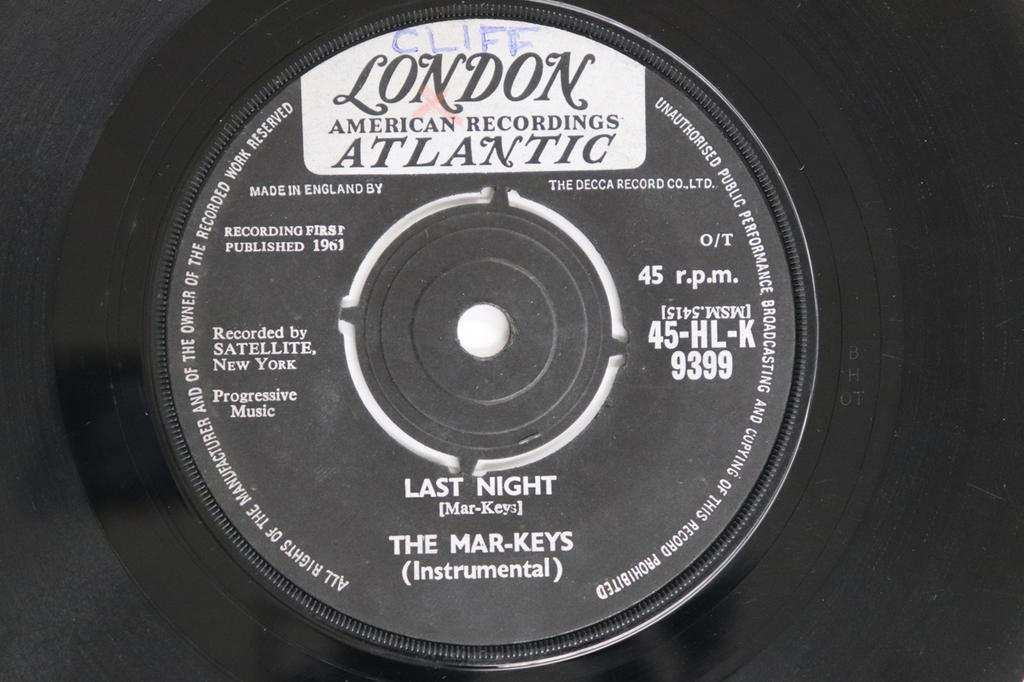 CLIFF
LONDON
AMERICAN RECORDINGS
ATLANTIC
MADE IN ENGLAND BY
THE DECCA RECORD CO., LTD.
RECORDING FIRST
PUBLISHED 1961
O/T
45 r.p.m.
[MSM.5415]
45-HL-K
9399
Recorded by
SATELLITE,
NEW YORK
Progressive
Music
LAST NIGHT
[Mar-Keys]
THE MAR-KEYS
(Instrumental)
ALL RIGHTS OF THE MANUFACTURER AND OF THE OWNER OF THE RECORDED WORK RESERVED
UNAUTHORISED PUBLIC PERFORMANCE BROADCASTING AND COPYING OF THIS RECORD PROHIBITED
B
H
OT